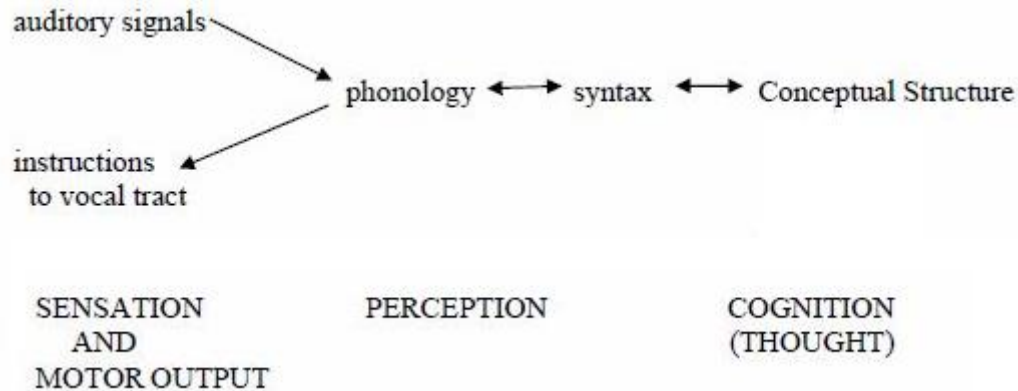 auditory signals
phonology syntax Conceptual Structure
instructions
to vocal tract
SENSATION PERCEPTION COGNITION
AND (THOUGHT)
MOTOR OUTPUT